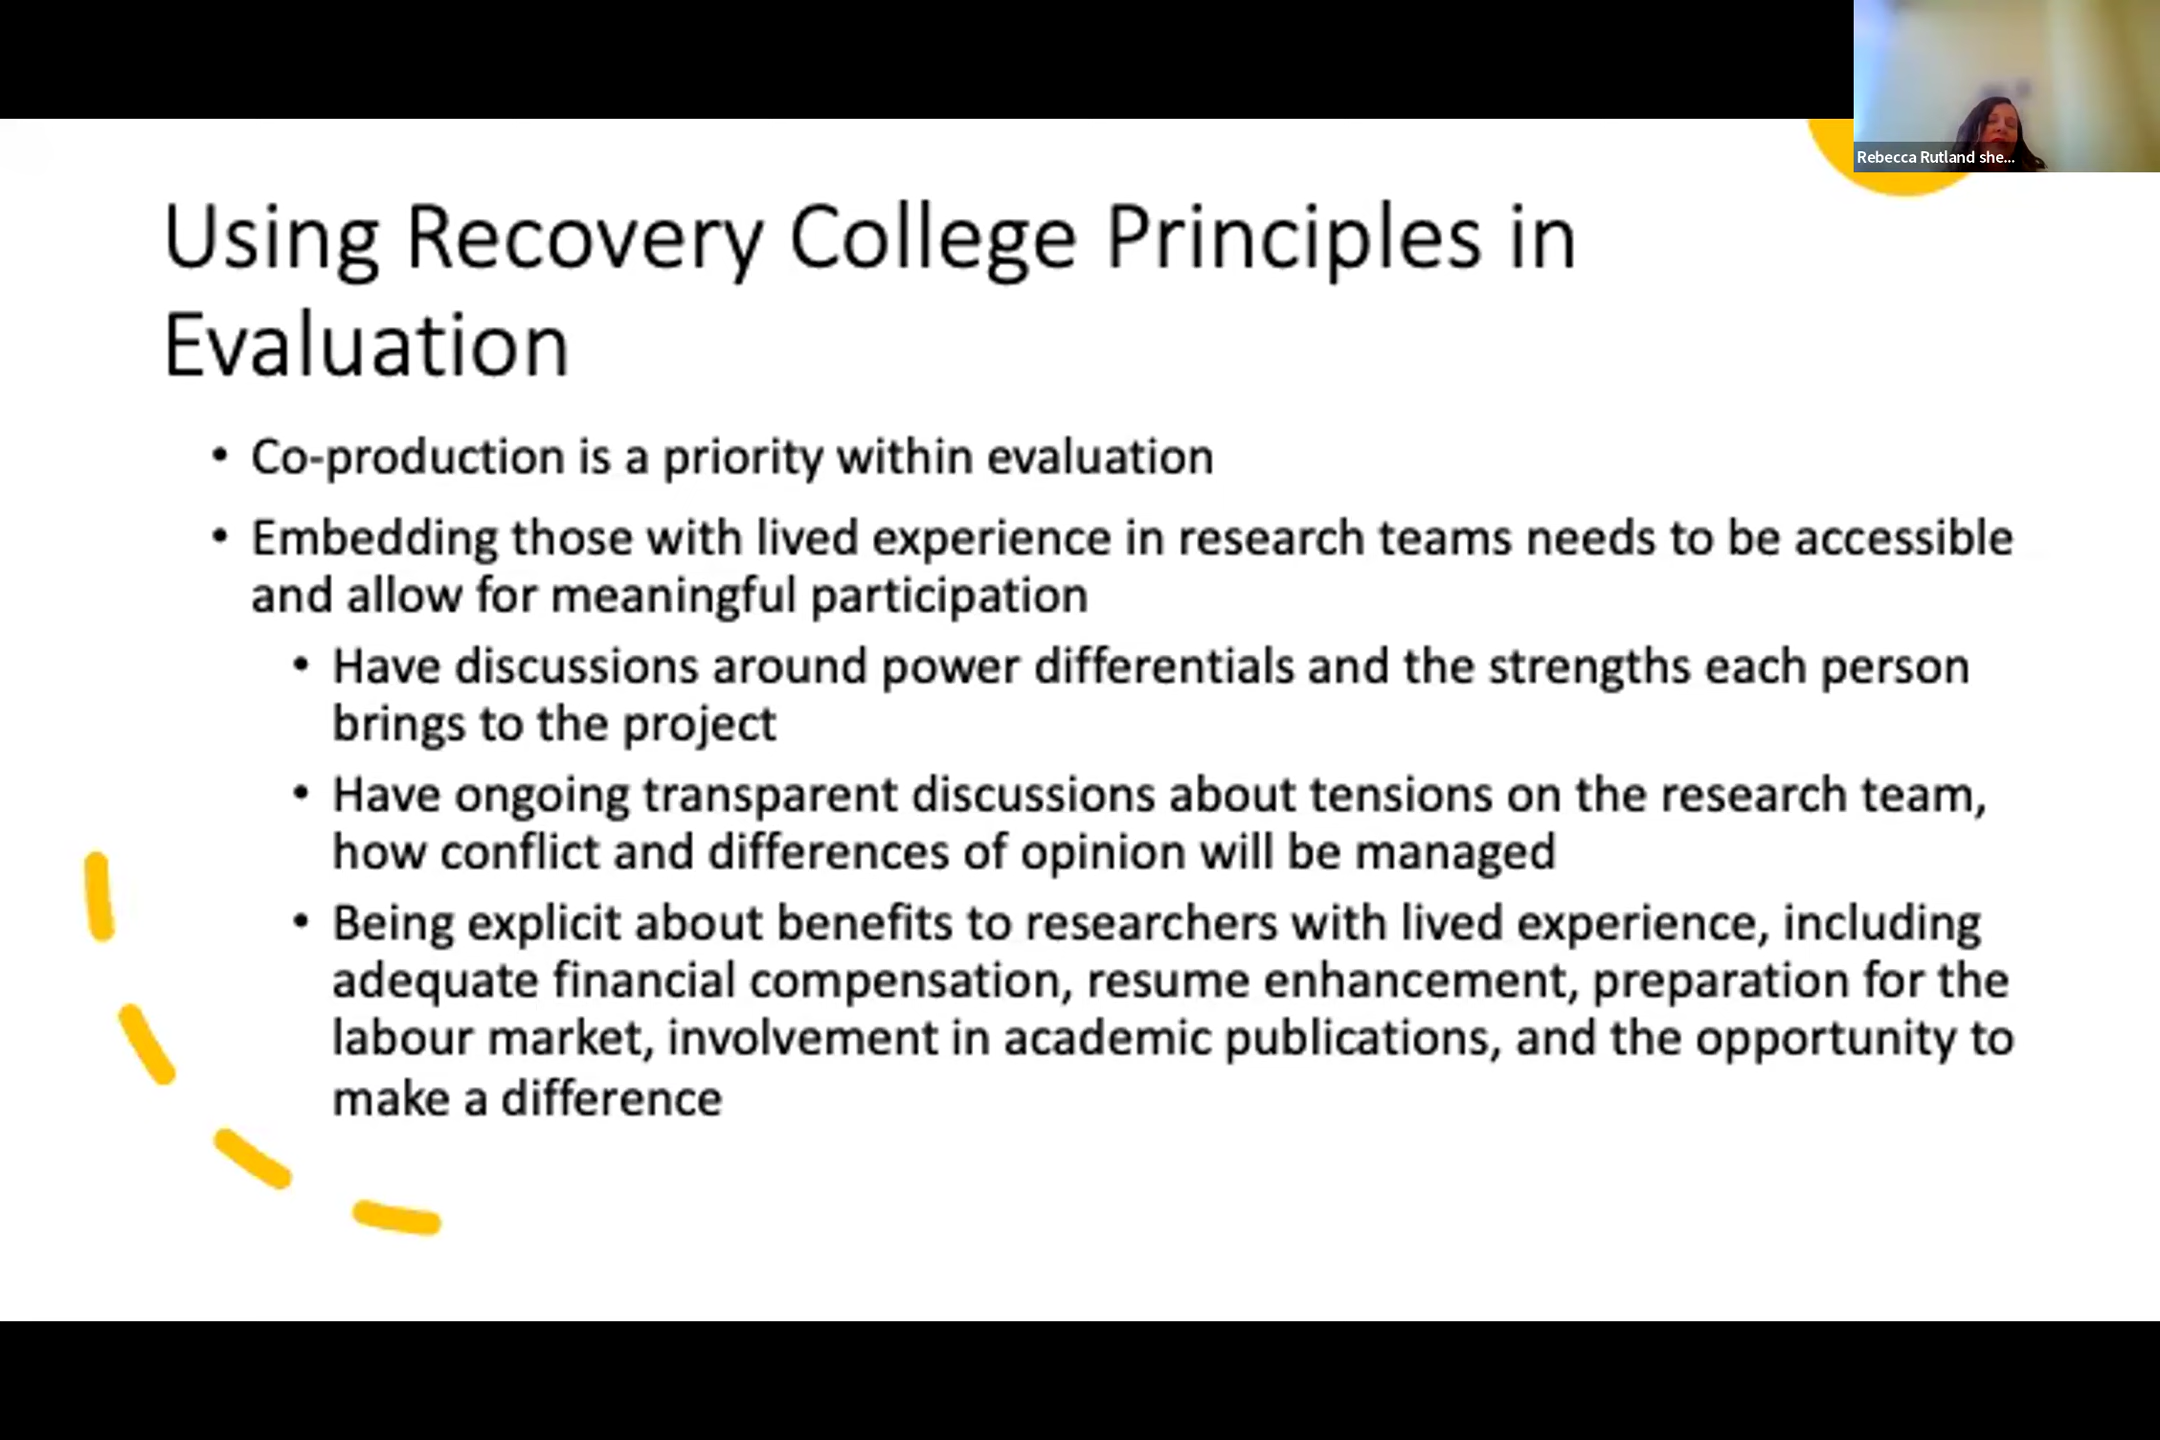 Rebecca Rutland she...
Using Recovery College Principles in
Evaluation
• Co-production is a priority within evaluation
• Embedding those with lived experience in research teams needs to be accessible
and allow for meaningful participation
• Have discussions around power differentials and the strengths each person
brings to the project
• Have ongoing transparent discussions about tensions on the research team,
how conflict and differences of opinion will be managed
• Being explicit about benefits to researchers with lived experience, including
adequate financial compensation, resume enhancement, preparation for the
labour market, involvement in academic publications, and the opportunity to
make a difference